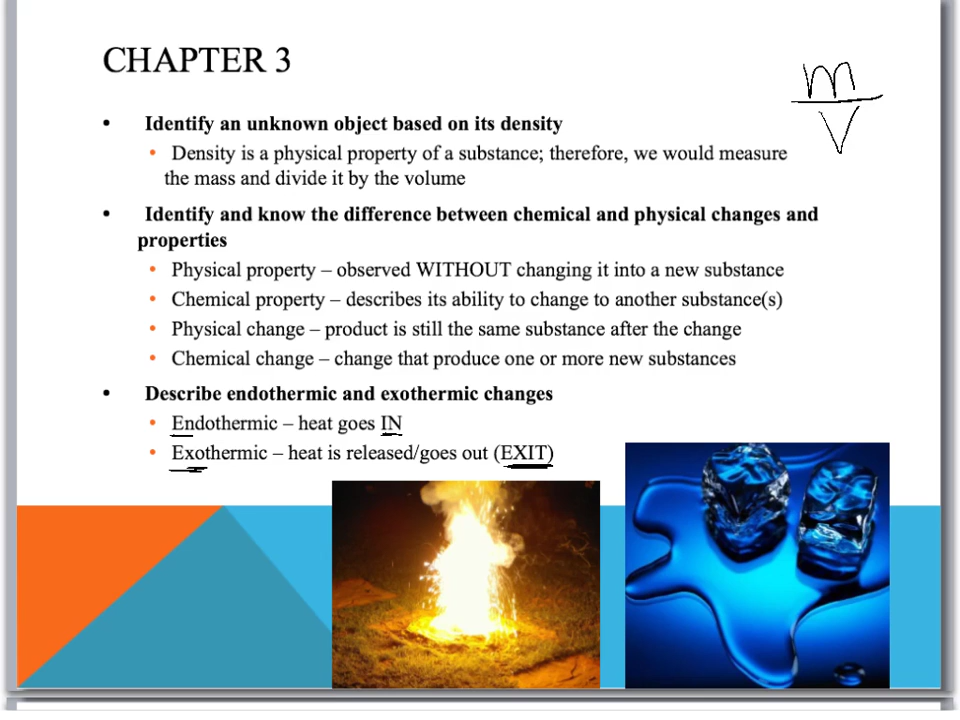 CHAPTER 3
m
V
• Identify an unknown object based on its density
• Density is a physical property of a substance; therefore, we would measure
the mass and divide it by the volume
• Identify and know the difference between chemical and physical changes and
properties
• Physical property – observed WITHOUT changing it into a new substance
• Chemical property – describes its ability to change to another substance(s)
• Physical change – product is still the same substance after the change
• Chemical change – change that produce one or more new substances
• Describe endothermic and exothermic changes
• Endothermic – heat goes IN
• Exothermic – heat is released/goes out (EXIT)